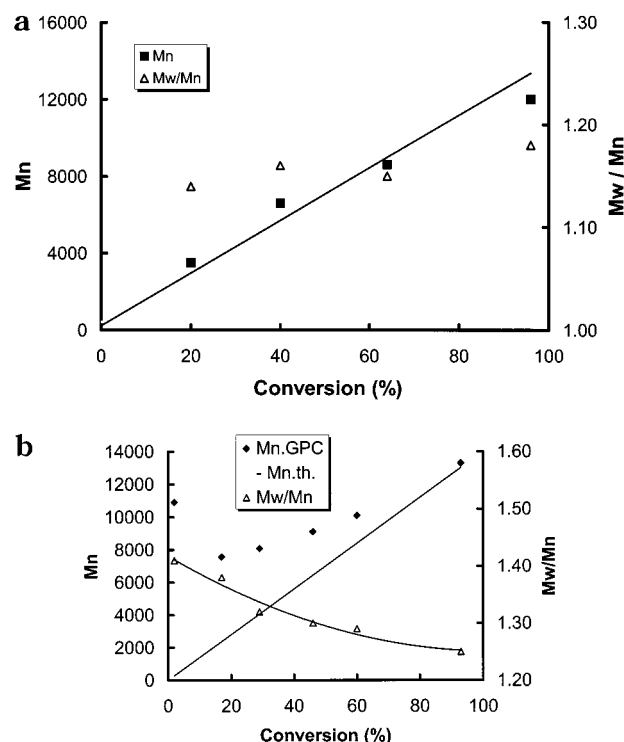 a
16000
12000
8000
4000
0
Mn
1.30
1.20
1.10
1.00
Mw / Mn
Mn
Mw/Mn
0 20 40 60 80 100
Conversion (%)
b
14000
12000
10000
8000
6000
4000
2000
0
Mn
1.60
1.50
1.40
1.30
1.20
Mw/Mn
Mn.GPC
- Mn.th.
Mw/Mn
0 20 40 60 80 100
Conversion (%)